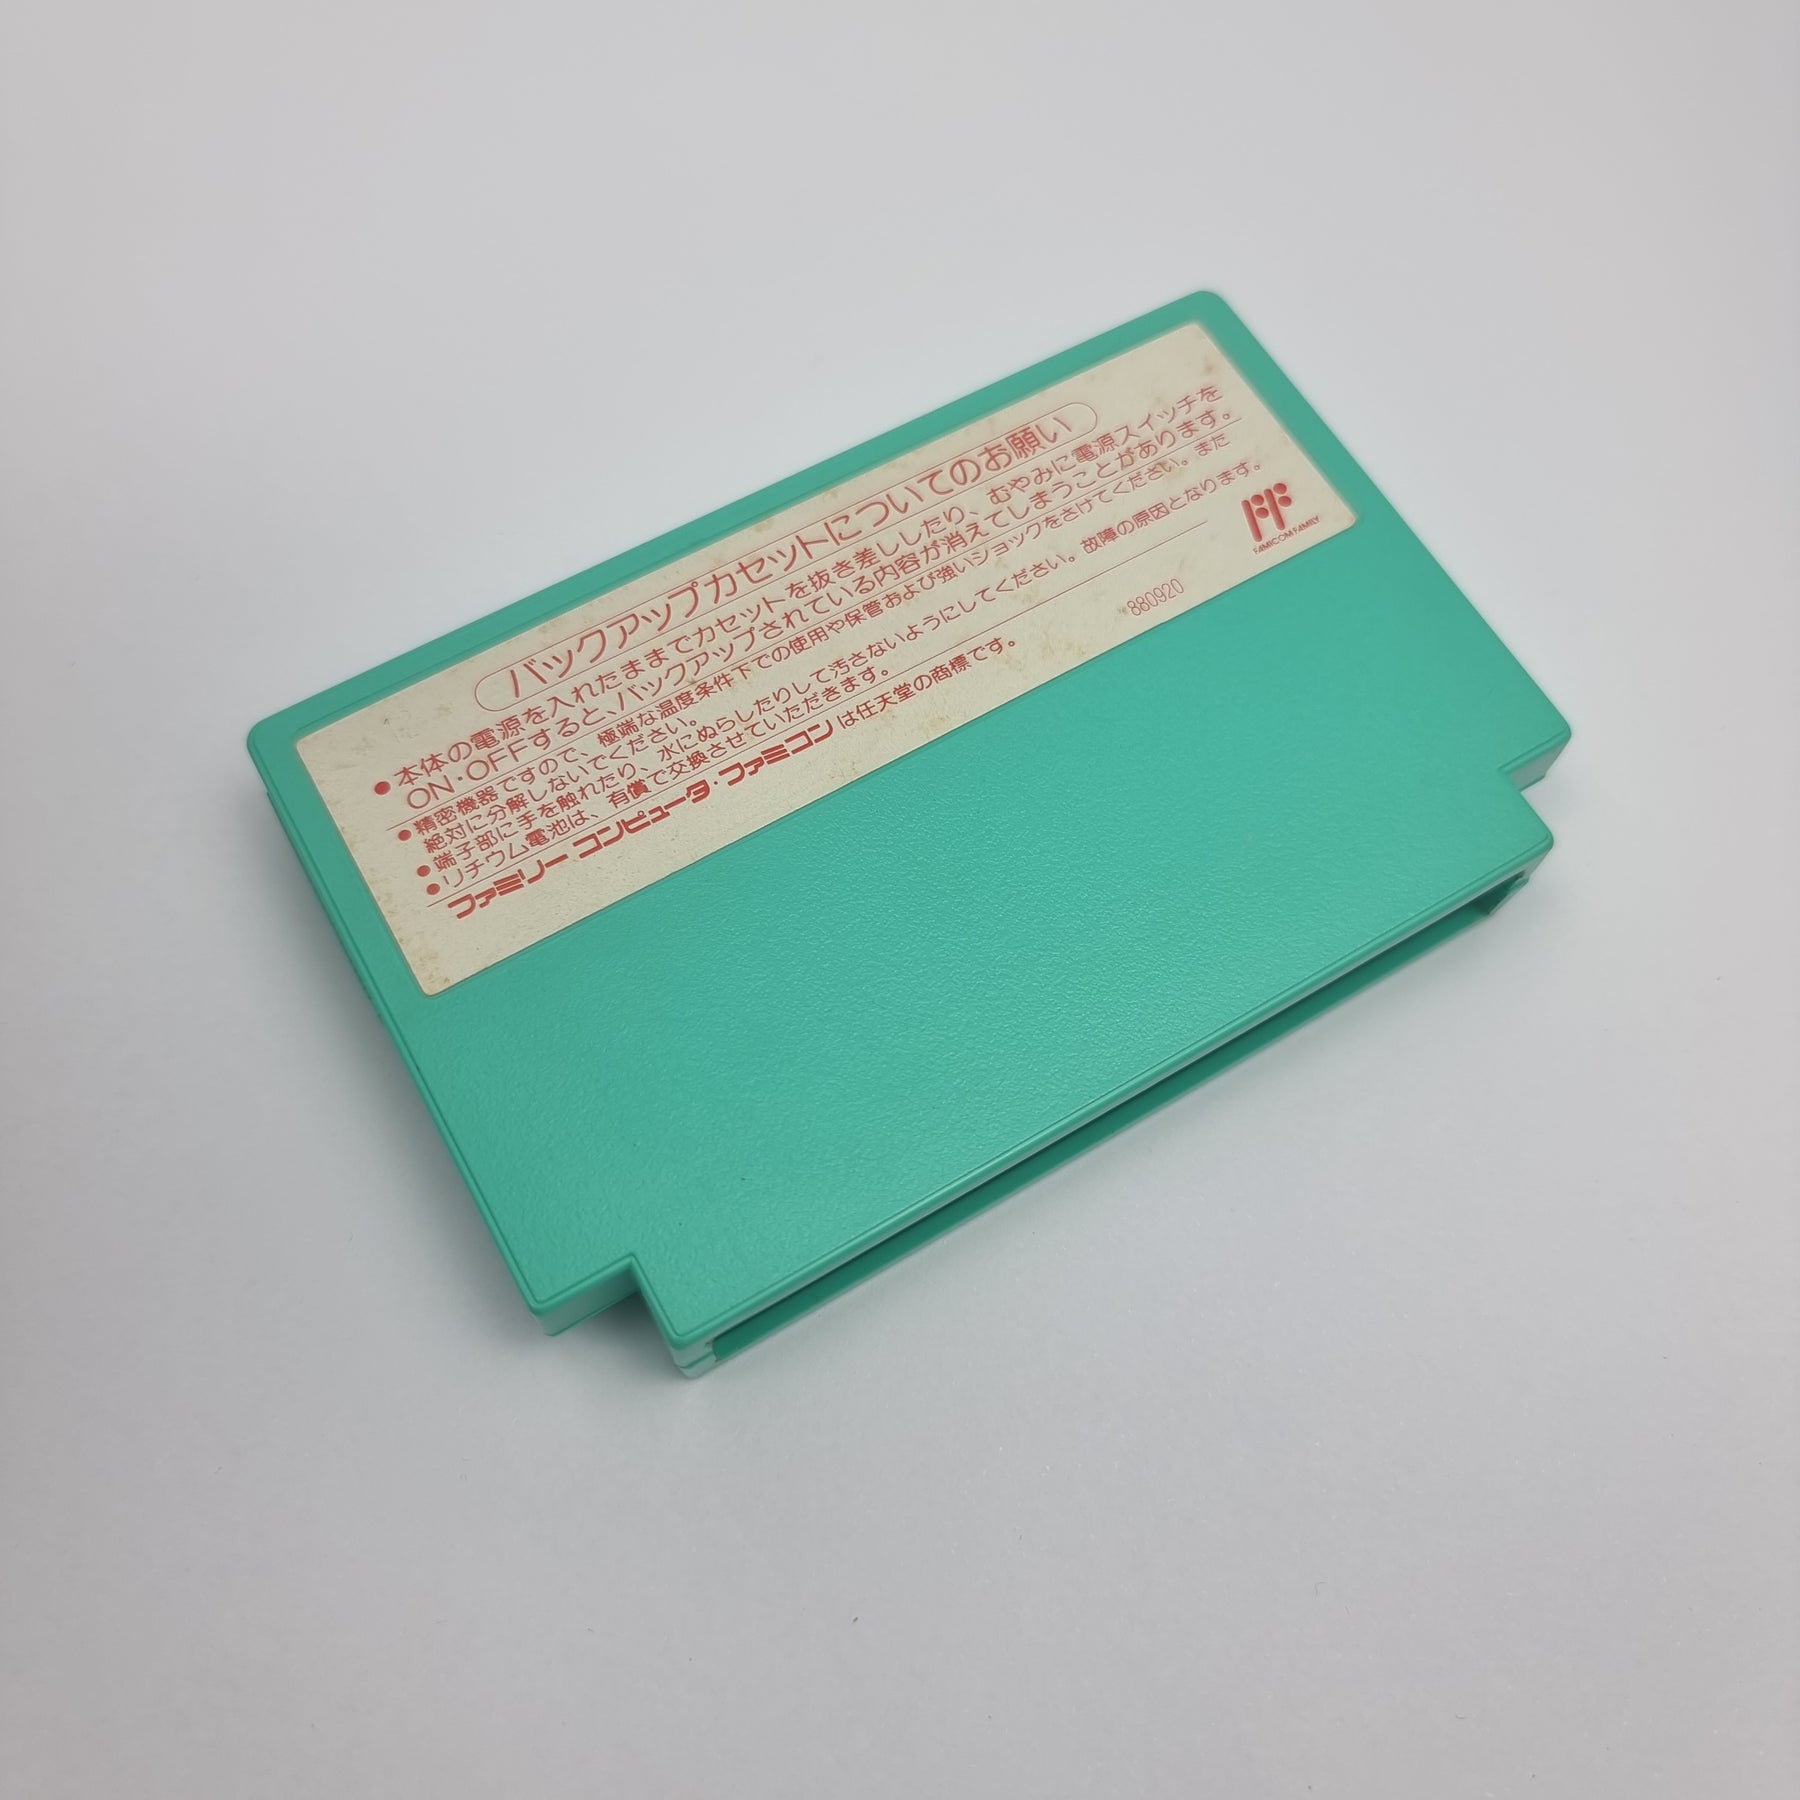 バックアップカセットについてのお願い
●本体の電源を入れたままでカセットを抜き差ししたり、むやみに電源スイッチを
ON・OFFすると、バックアップされている内容が消えてしまうことがあります。
●精密機器ですので、極端な温度条件下での使用や保管および強いショックをさけてください。また
絶対に分解しないでください。
●端子部に手を触れたり、水にぬらしたりして汚さないようにしてください。故障の原因となります。
●リチウム電池は、有償で交換させていただきます。
ファミリーコンピュータ・ファミコンは任天堂の商標です。
880920
FF
FAMICOM FAMILY